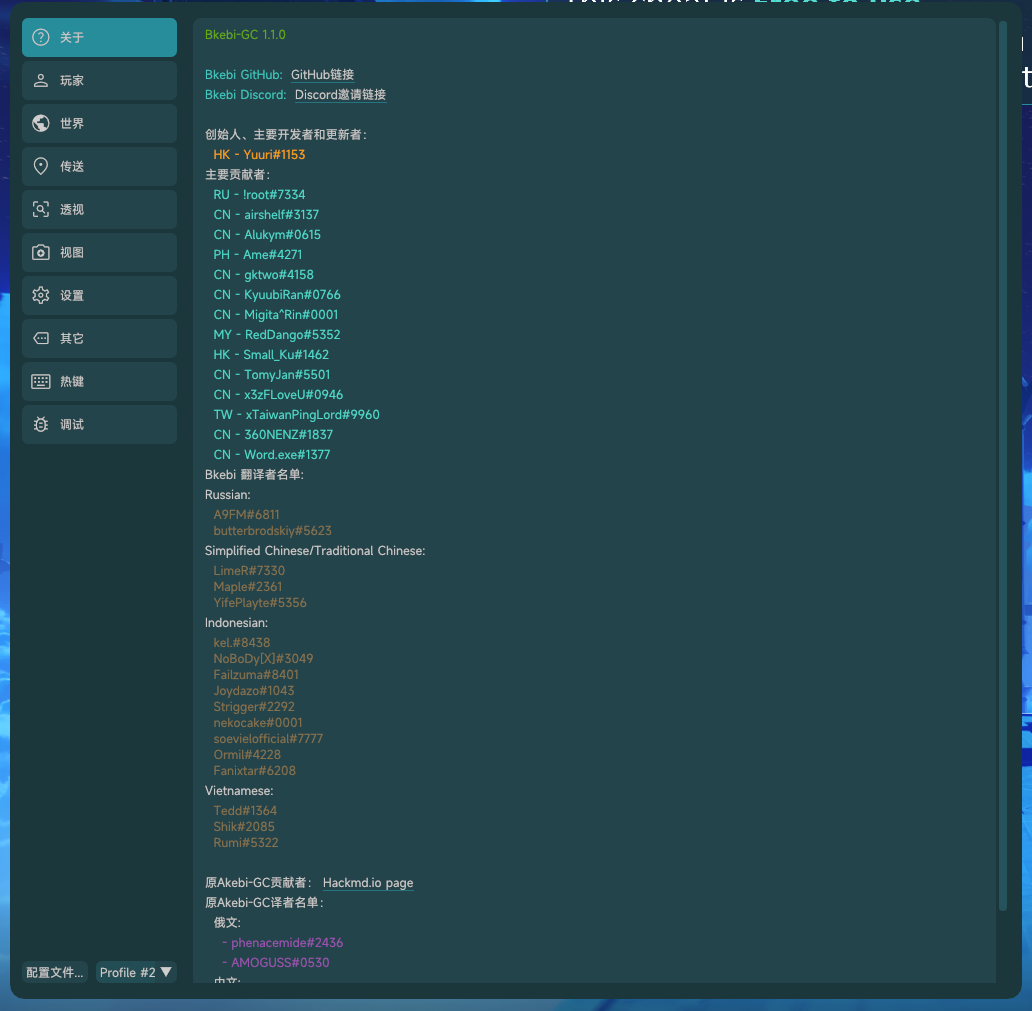 关于
玩家
世界
传送
透视
视图
设置
其它
热键
调试
配置文件...
Profile #2 ▼
Bkebi-GC 1.1.0
Bkebi GitHub: GitHub链接
Bkebi Discord: Discord邀请链接
创始人、主要开发者和更新者:
HK - Yuuri#1153
主要贡献者:
RU - !root#7334
CN - airshelf#3137
CN - Alukym#0615
PH - Ame#4271
CN - gktwo#4158
CN - KyuubiRan#0766
CN - Migita^Rin#0001
MY - RedDango#5352
HK - Small_Ku#1462
CN - TomyJan#5501
CN - x3zFLoveU#0946
TW - xTaiwanPingLord#9960
CN - 360NENZ#1837
CN - Word.exe#1377
Bkebi 翻译者名单:
Russian:
A9FM#6811
butterbrodskiy#5623
Simplified Chinese/Traditional Chinese:
LimeR#7330
Maple#2361
YifePlayte#5356
Indonesian:
kel.#8438
NoBoDy[X]#3049
Failzuma#8401
Joydazo#1043
Strigger#2292
nekocake#0001
soevielofficial#7777
Ormil#4228
Fanixtar#6208
Vietnamese:
Tedd#1364
Shik#2085
Rumi#5322
原Akebi-GC贡献者: Hackmd.io page
原Akebi-GC译者名单:
俄文:
- phenacemide#2436
- AMOGUSS#0530